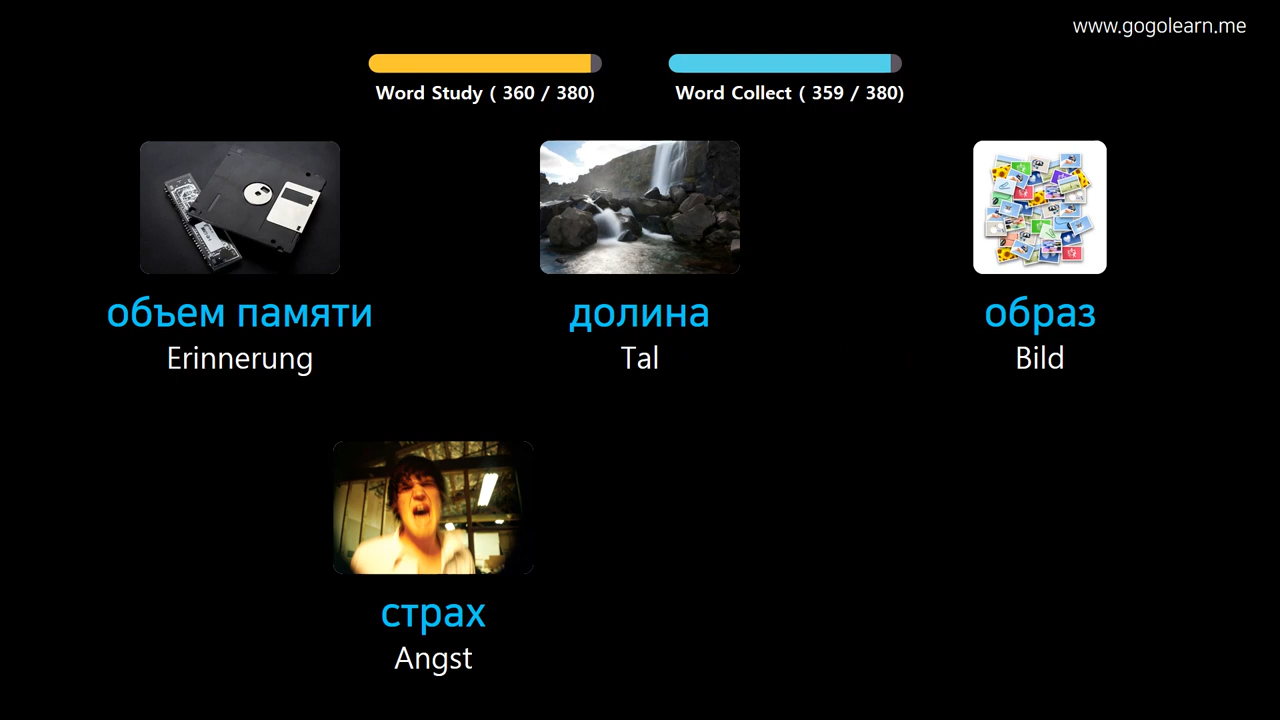 www.gogolearn.me
Word Study ( 360 / 380)
Word Collect ( 359 / 380)
объем памяти
Erinnerung
долина
Tal
образ
Bild
страх
Angst